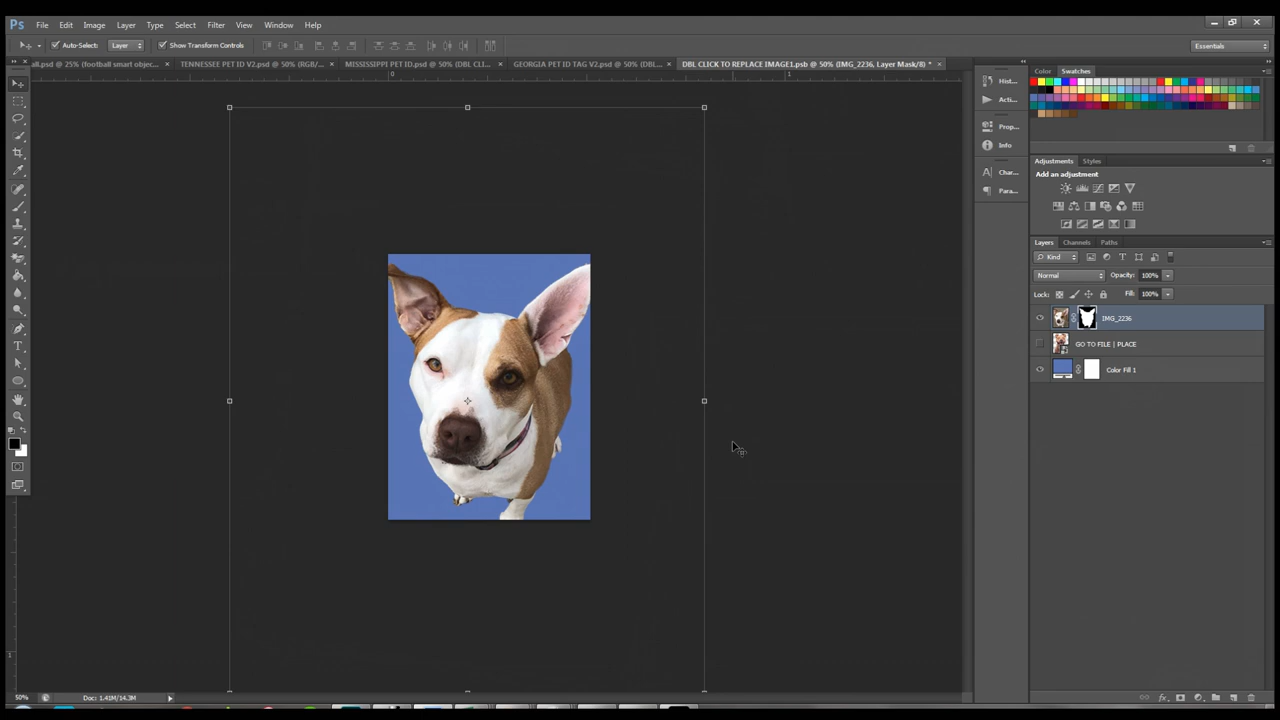 Ps File Edit Image Layer Type Select Filter View Window Help
Auto-Select: Layer Show Transform Controls Essentials
all.psd @ 25% (football smart objec... × TENNESSEE PET ID V2.psd @ 50% (RGB/... × MISSISSIPPI PET ID.psd @ 50% (DBL CLI... × GEORGIA PET ID TAG V2.psd @ 50% (DBL... × DBL CLICK TO REPLACE IMAGE1.psb @ 50% (IMG_2236, Layer Mask/8) * ×
0 1
Hist... Color Swatches
Acti...
Prop...
Info
Adjustments Styles
Char... Add an adjustment
Para...
Layers Channels Paths
Kind
Normal Opacity: 100%
Lock: Fill: 100%
IMG_2236
GO TO FILE | PLACE
Color Fill 1
1
50% Doc: 1.41M/14.3M